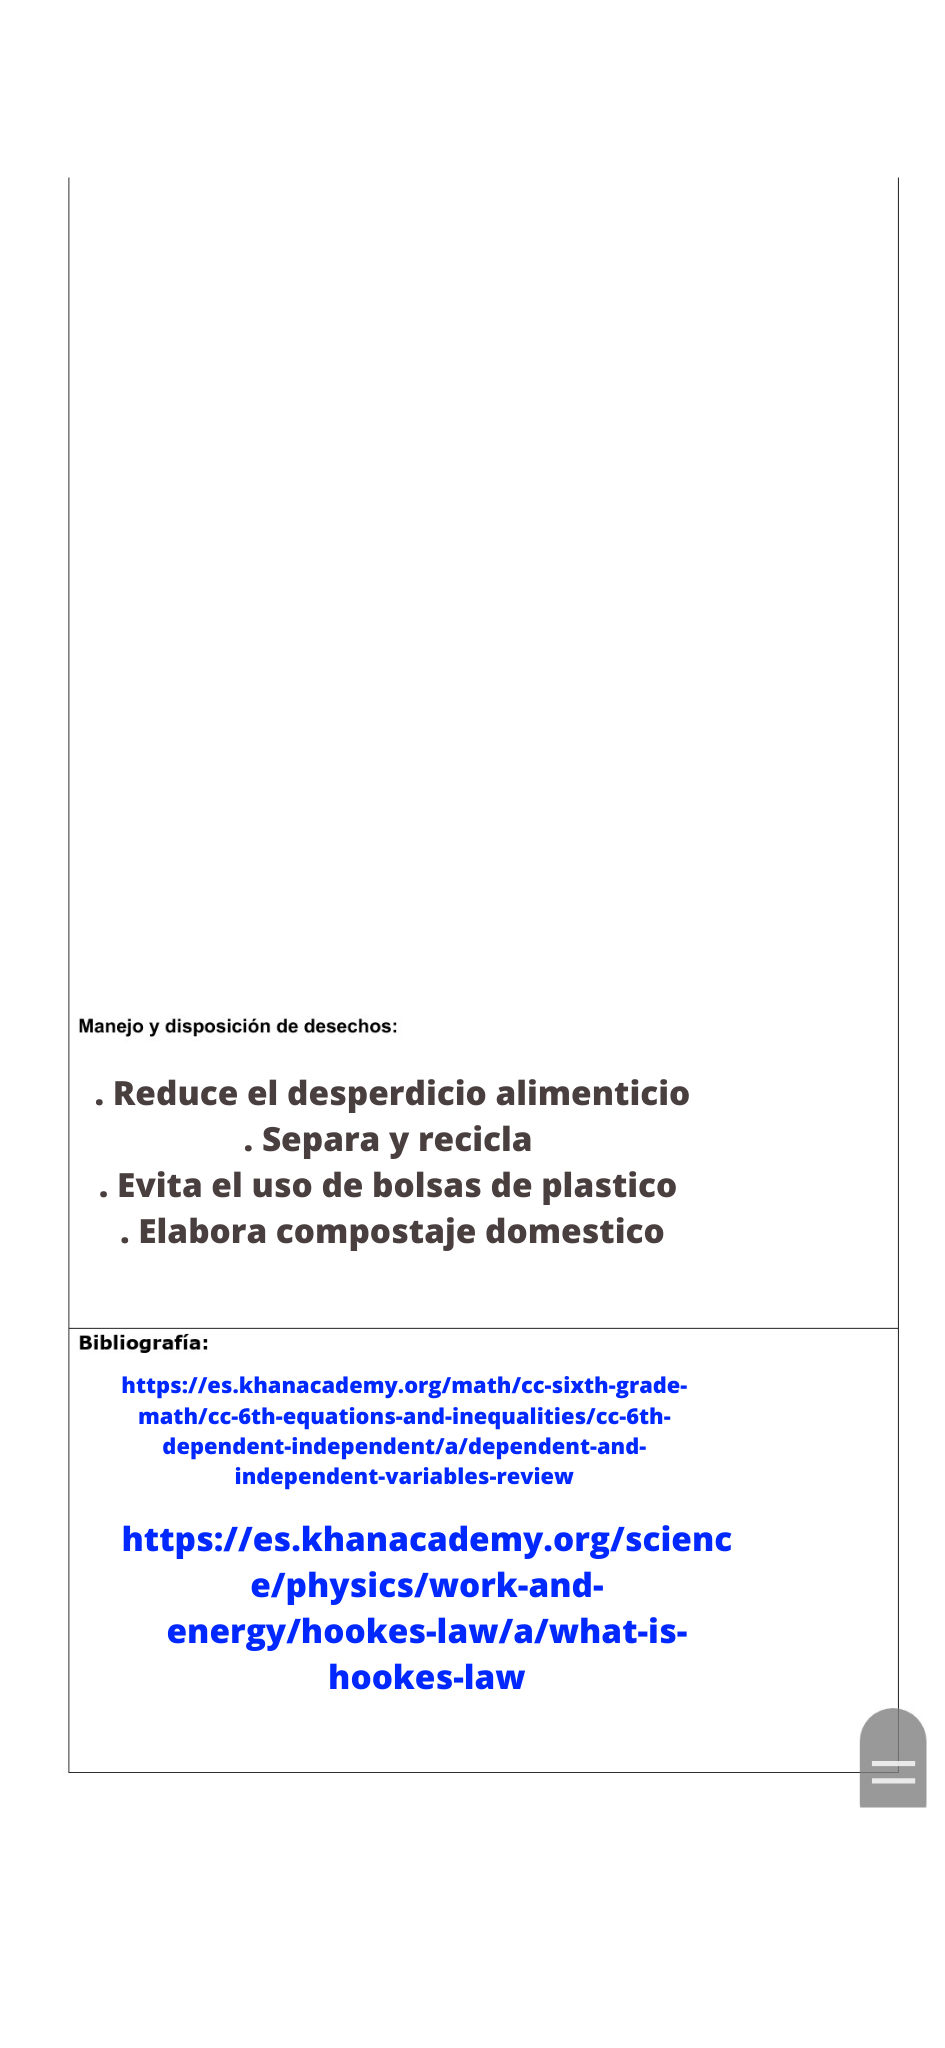 Manejo y disposición de desechos:
. Reduce el desperdicio alimenticio
. Separa y recicla
. Evita el uso de bolsas de plastico
. Elabora compostaje domestico
Bibliografía:
https://es.khanacademy.org/math/cc-sixth-grade-
math/cc-6th-equations-and-inequalities/cc-6th-
dependent-independent/a/dependent-and-
independent-variables-review
https://es.khanacademy.org/scienc
e/physics/work-and-
energy/hookes-law/a/what-is-
hookes-law